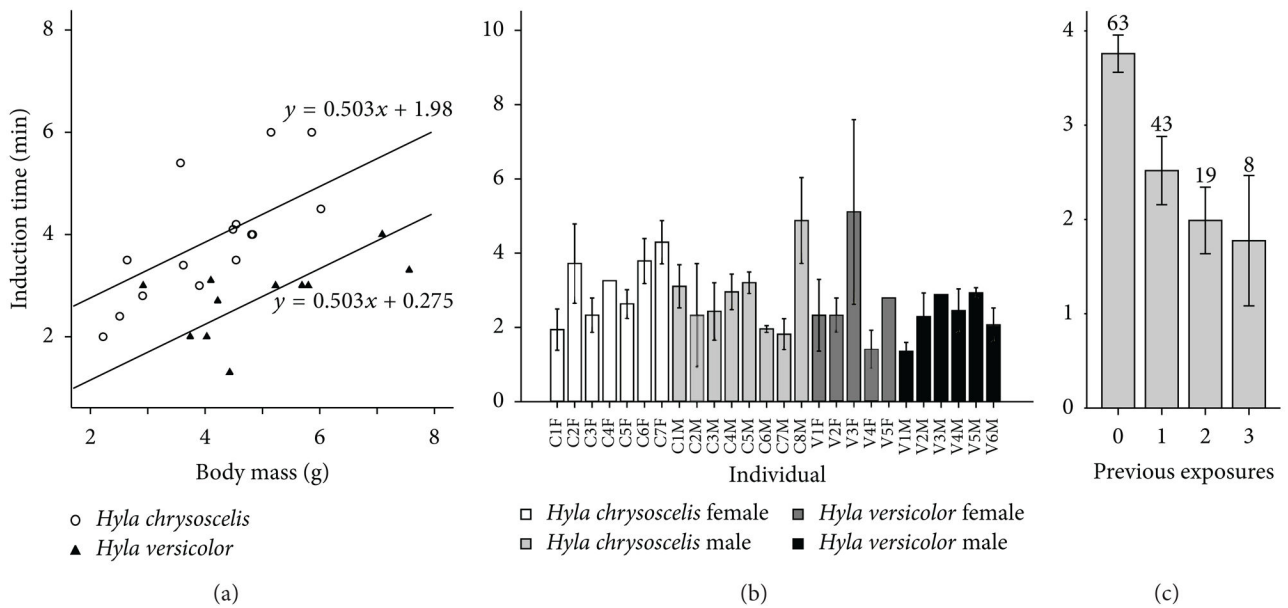 8
6
4
2
Induction time (min)
y = 0.503x + 1.98
y = 0.503x + 0.275
2 4 6 8
Body mass (g)
Hyla chrysoscelis
Hyla versicolor
(a)
10
8
6
4
2
0
C1F C2F C3F C4F C5F C6F C7F C1M C2M C3M C4M C5M C6M C7M C8M V1F V2F V3F V4F V5F V1M V2M V3M V4M V5M V6M
Individual
Hyla chrysoscelis female
Hyla chrysoscelis male
Hyla versicolor female
Hyla versicolor male
(b)
4
3
2
1
0
63
43
19
8
0 1 2 3
Previous exposures
(c)